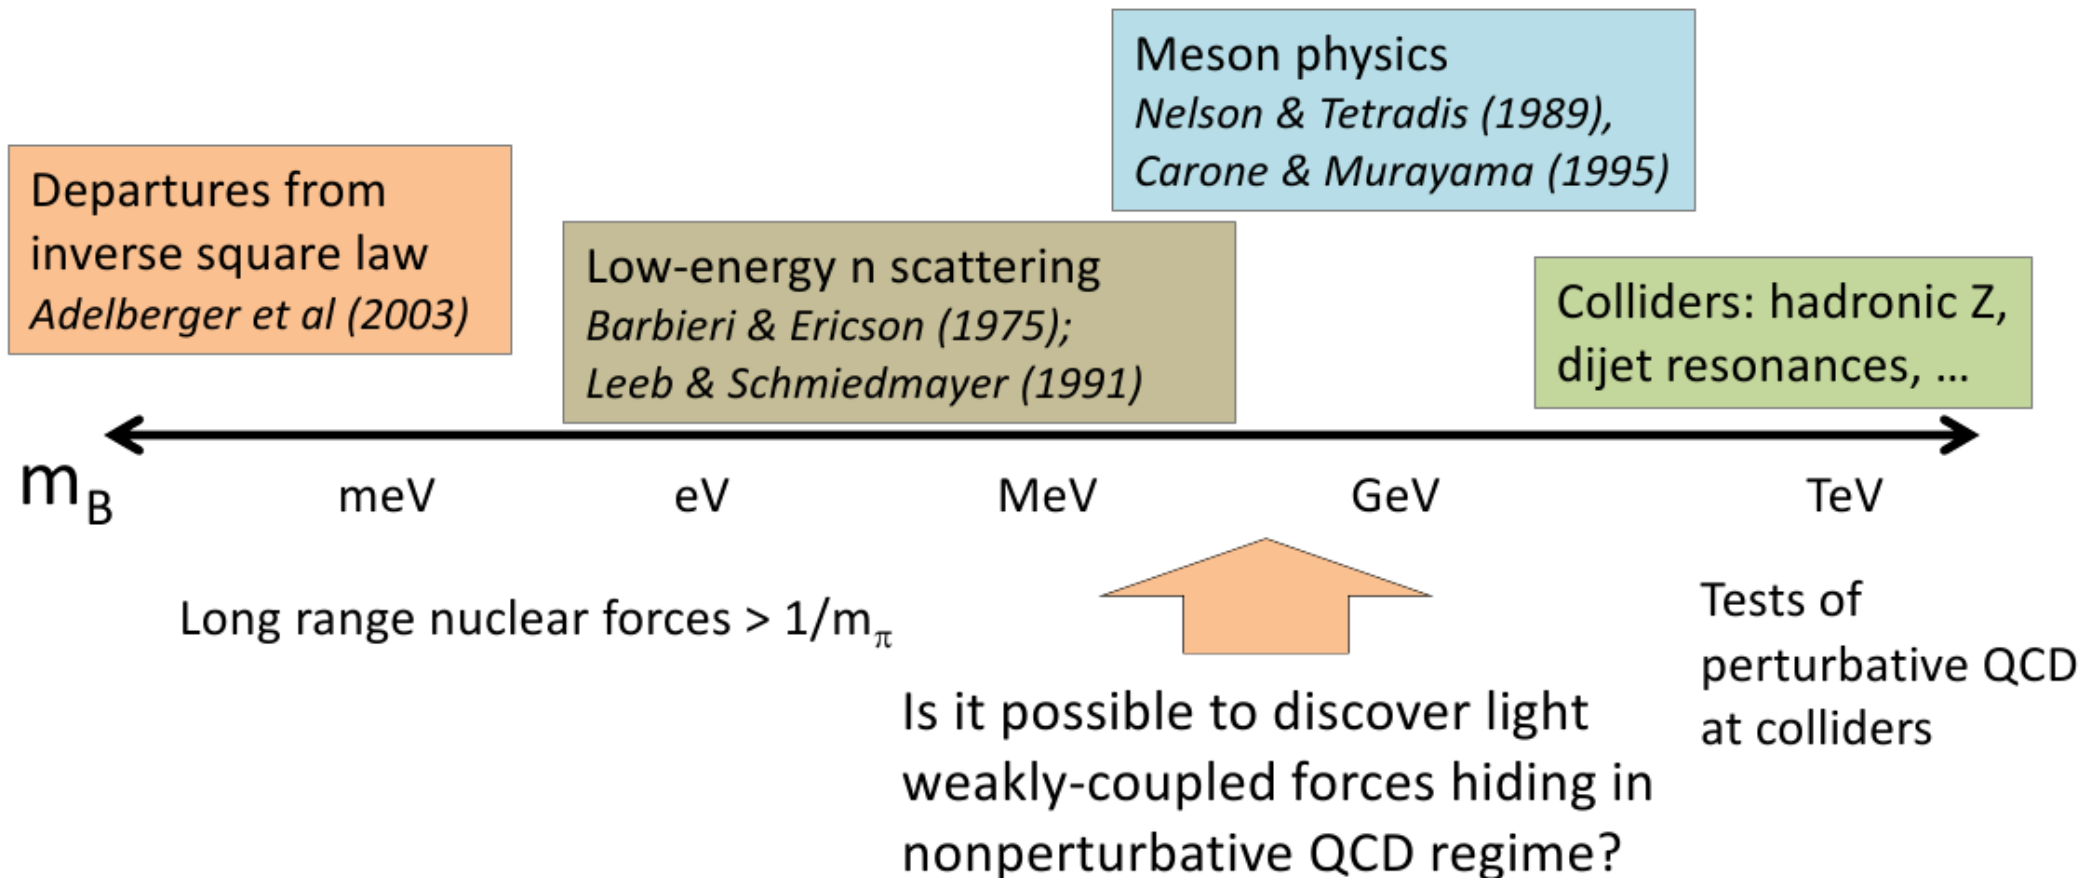 Meson physics
Nelson & Tetradis (1989),
Carone & Murayama (1995)
Departures from
inverse square law
Adelberger et al (2003)
Low-energy n scattering
Barbieri & Ericson (1975);
Leeb & Schmiedmayer (1991)
Colliders: hadronic Z,
dijet resonances, ...
m_B meV eV MeV GeV TeV
Long range nuclear forces > 1/m_π
Tests of
perturbative QCD
at colliders
Is it possible to discover light
weakly-coupled forces hiding in
nonperturbative QCD regime?